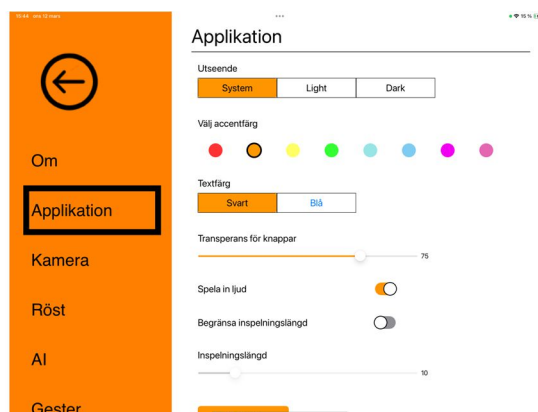 15:44 ons 12 mars
15 %
Applikation
Utseende
System Light Dark
Välj accentfärg
Om
Textfärg
Applikation
Svart Blå
Transperans för knappar
Kamera
75
Spela in ljud
Röst
Begränsa inspelningslängd
AI
Inspelningslängd
10
Gester